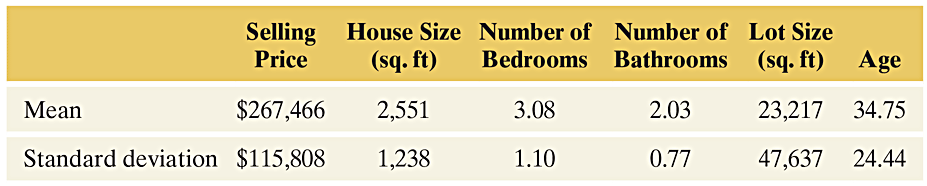 Selling House Size Number of Number of Lot Size
Price (sq. ft) Bedrooms Bathrooms (sq. ft) Age
Mean $267,466 2,551 3.08 2.03 23,217 34.75
Standard deviation $115,808 1,238 1.10 0.77 47,637 24.44